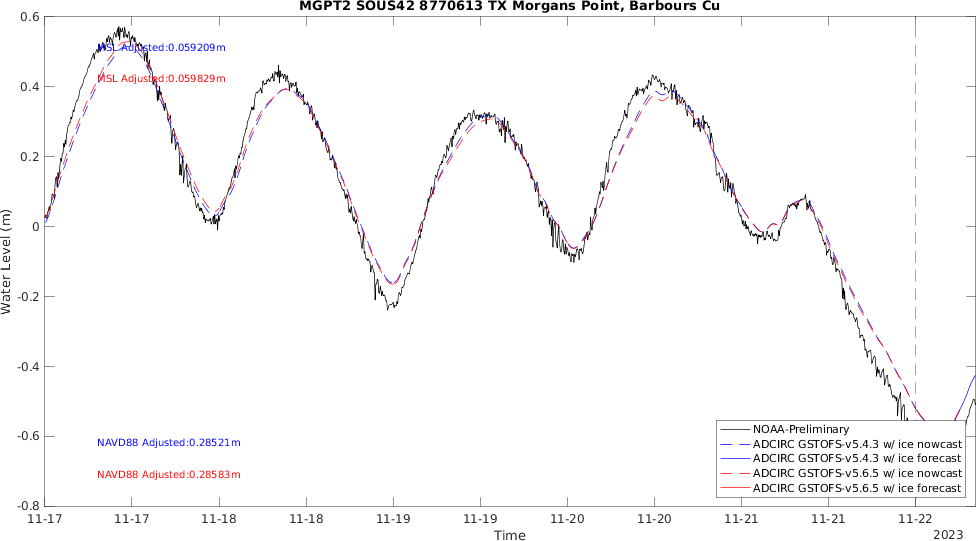 MGPT2 SOUS42 8770613 TX Morgans Point, Barbours Cu
0.6
MSL Adjusted:0.059209m
MSL Adjusted:0.059829m
0.4
0.2
0
-0.2
-0.4
-0.6
-0.8
Water Level (m)
NAVD88 Adjusted:0.28521m
NAVD88 Adjusted:0.28583m
NOAA-Preliminary
ADCIRC GSTOFS-v5.4.3 w/ ice nowcast
ADCIRC GSTOFS-v5.4.3 w/ ice forecast
ADCIRC GSTOFS-v5.6.5 w/ ice nowcast
ADCIRC GSTOFS-v5.6.5 w/ ice forecast
11-17 11-17 11-18 11-18 11-19 11-19 11-20 11-20 11-21 11-21 11-22
Time
2023